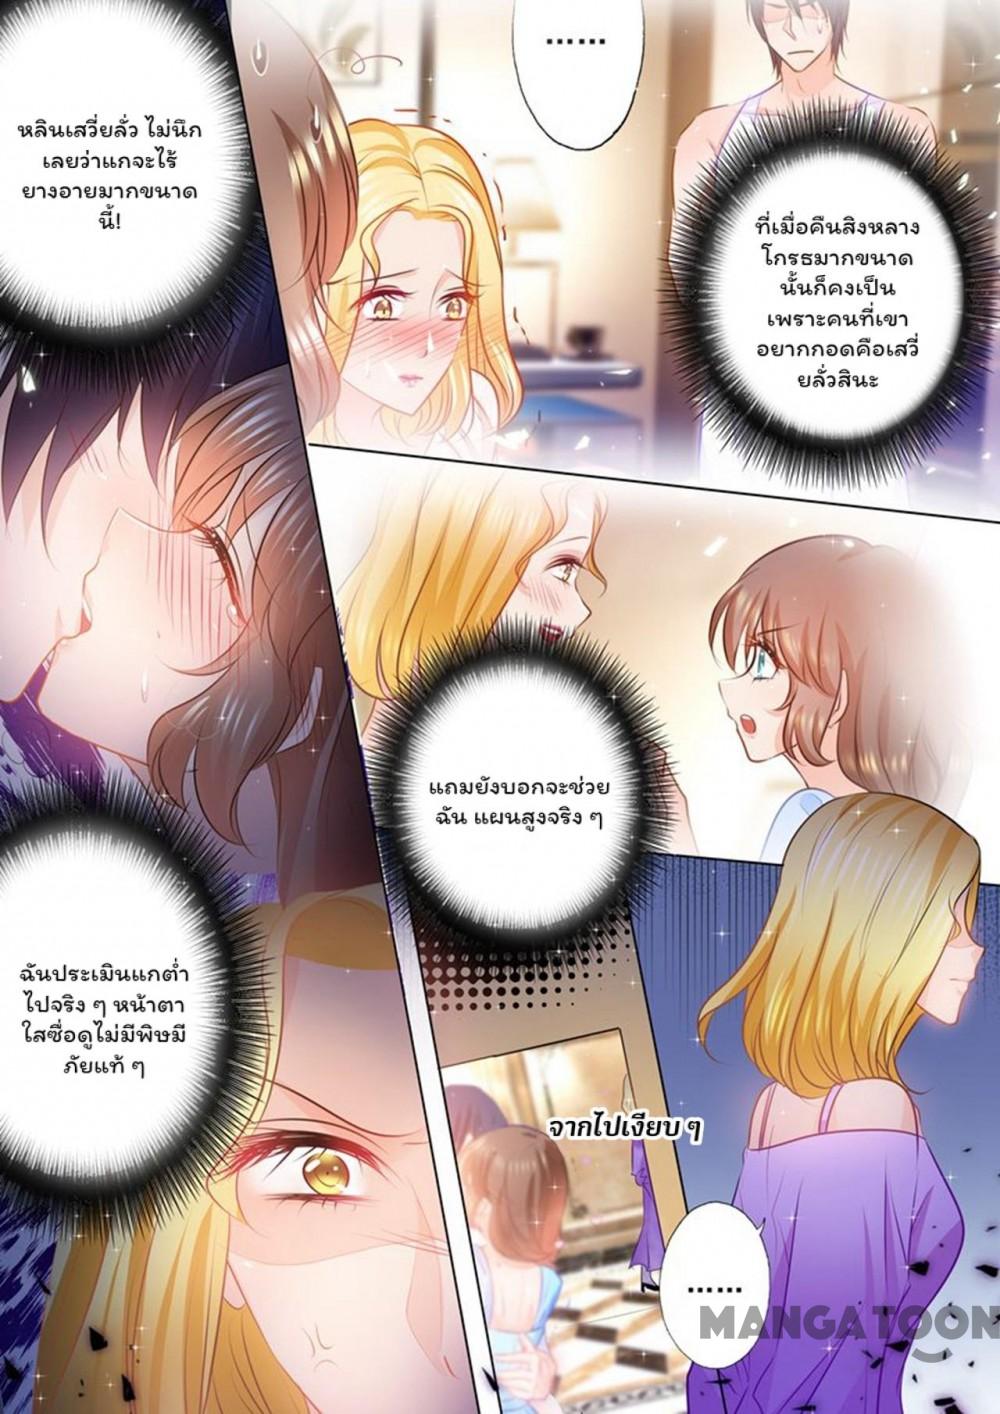 ……
ที่เมื่อคืนสิงหลาง
โกรธมากขนาด
นั้นก็คงเป็น
เพราะคนที่เขา
อยากกอดคือเสวี่
ยลั่วสินะ
หลินเสวี่ยลั่ว ไม่นึก
เลยว่าแกจะไร้
ยางอายมากขนาด
นี้!
แถมยังบอกจะช่วย
ฉัน แผนสูงจริง ๆ
ฉันประเมินแกต่ำ
ไปจริง ๆ หน้าตา
ใสซื่อดูไม่มีพิษมี
ภัยแท้ ๆ
จากไปเงียบ ๆ
……
MANGATOON